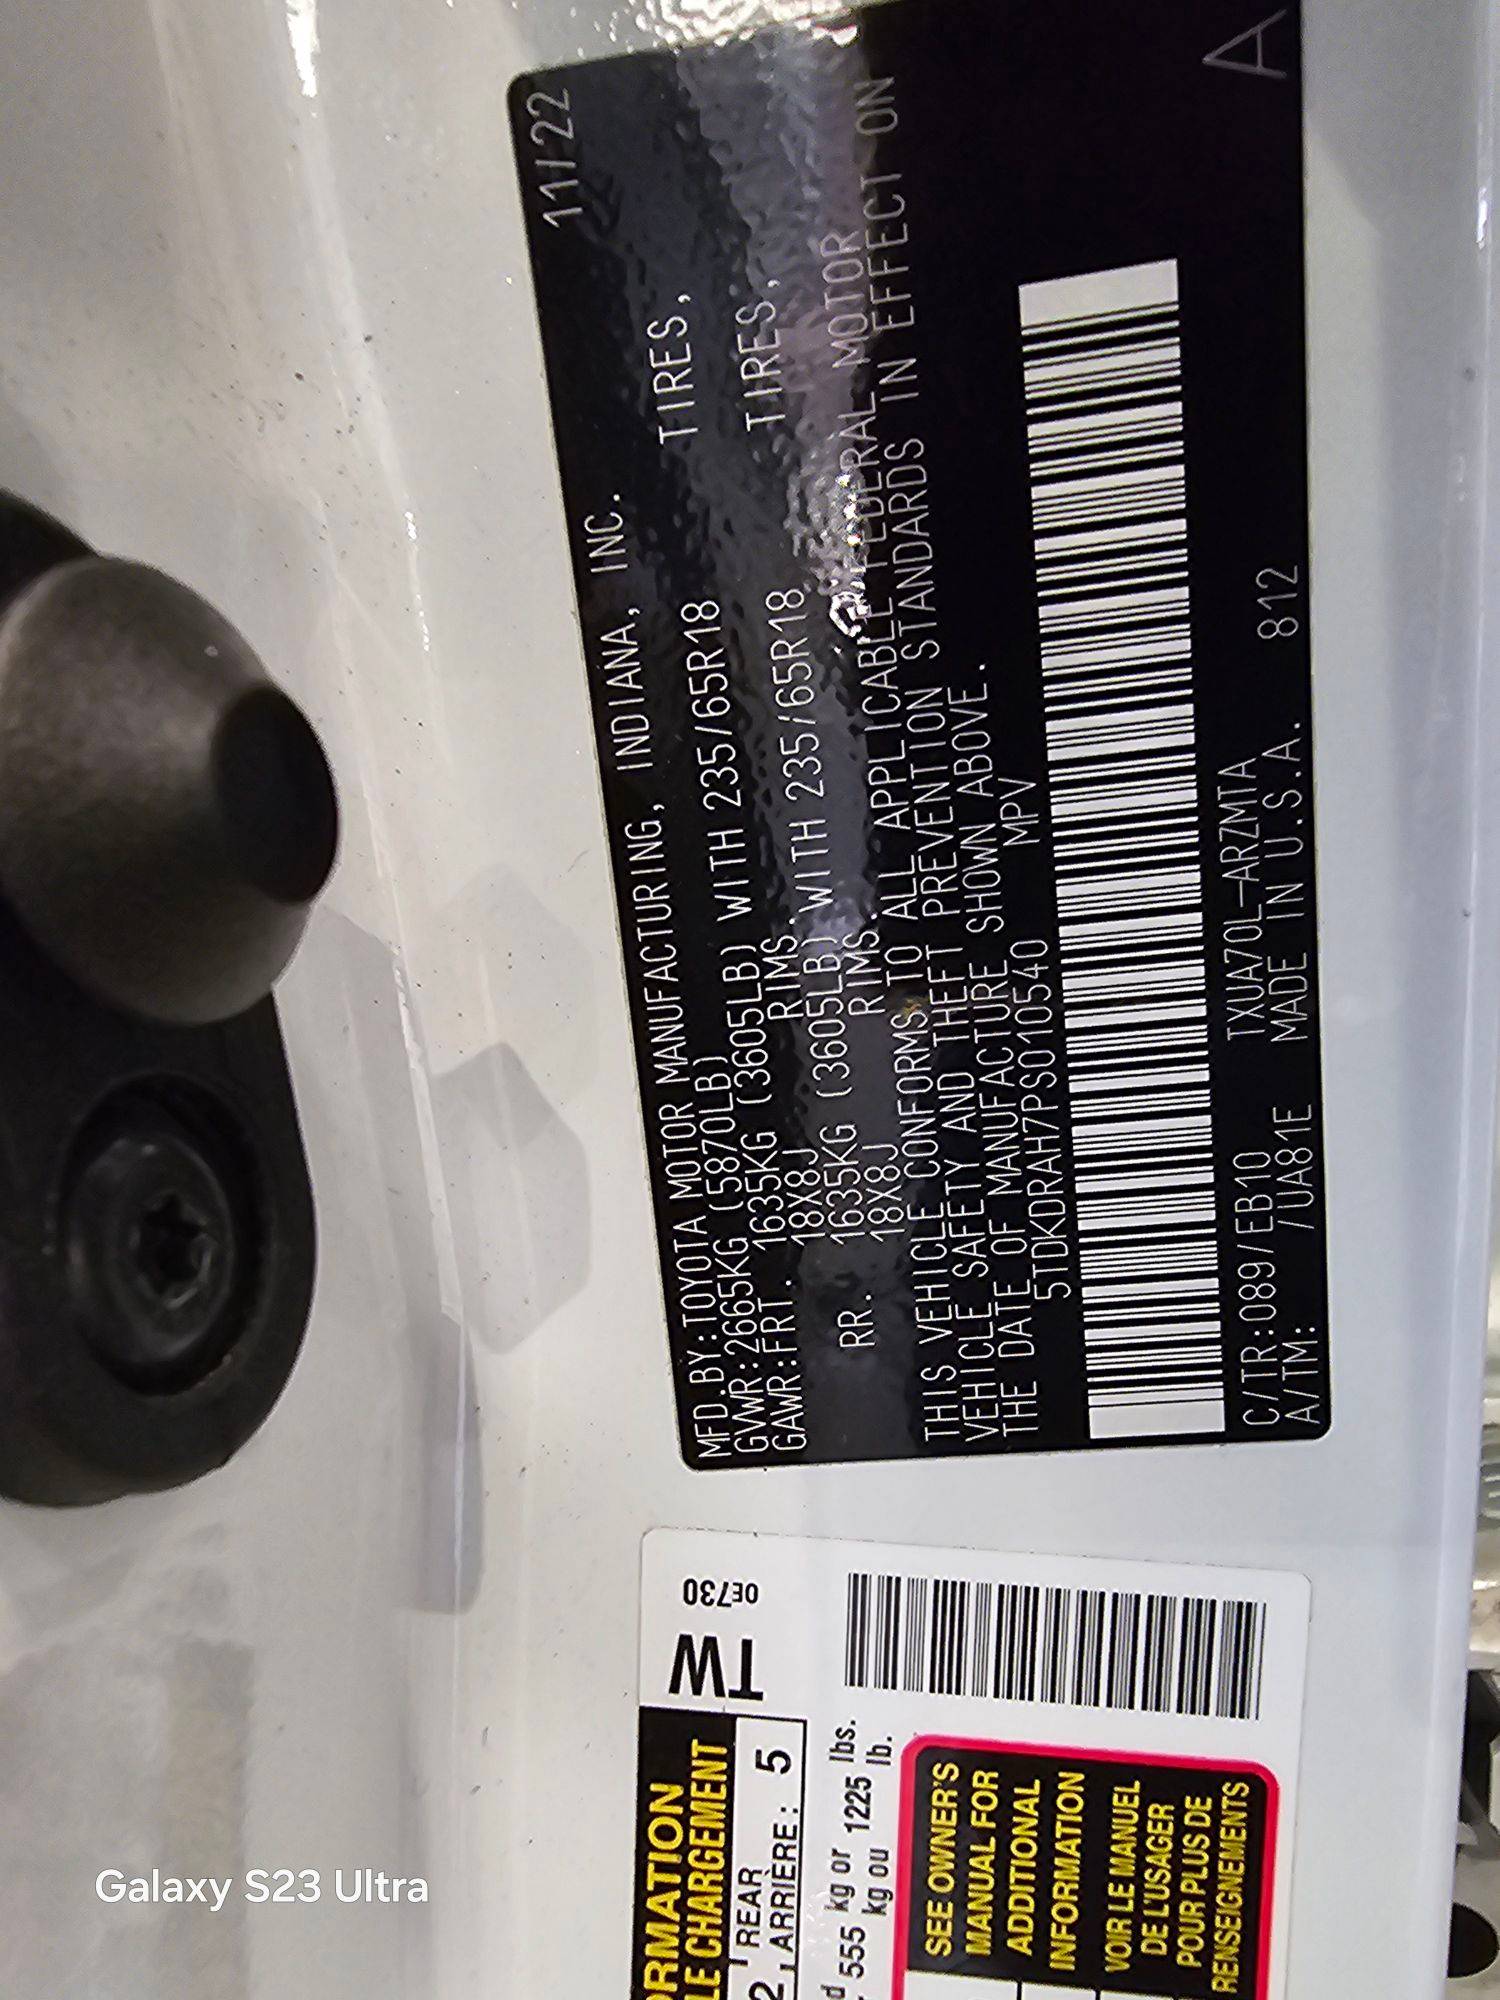 11/22
MFD.BY:TOYOTA MOTOR MANUFACTURING, INDIANA, INC.
GVWR:2665KG (5870LB)
GAWR:FRT. 1635KG (3605LB) WITH 235/65R18 TIRES,
18X8J RIMS.
RR. 1635KG (3605LB) WITH 235/65R18 TIRES,
18X8J RIMS.
THIS VEHICLE CONFORMS TO ALL APPLICABLE FEDERAL MOTOR
VEHICLE SAFETY AND THEFT PREVENTION STANDARDS IN EFFECT ON
THE DATE OF MANUFACTURE SHOWN ABOVE.
5TDKDRAH7PS010540 MPV
C/TR:089/EB10 TXUA70L-ARZMTA
A/TM: /UA81E MADE IN U.S.A. 812
A
TW 0E730
LE CHARGEMENT
2 REAR
ARRIÈRE: 5
555 kg or 1225 lbs.
kg ou lb.
SEE OWNER'S
MANUAL FOR
ADDITIONAL
INFORMATION
VOIR LE MANUEL
DE L'USAGER
POUR PLUS DE
RENSEIGNEMENTS
Galaxy S23 Ultra